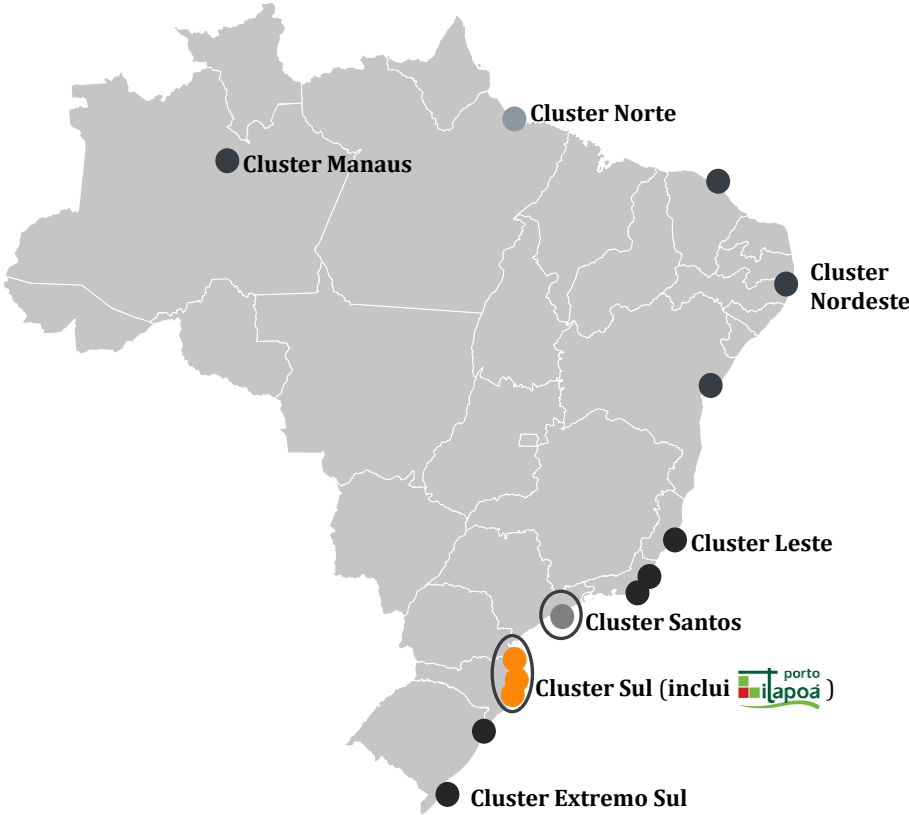 Cluster Norte
Cluster Manaus
Cluster
Nordeste
Cluster Leste
Cluster Santos
Cluster Sul (inclui porto itapoá )
Cluster Extremo Sul